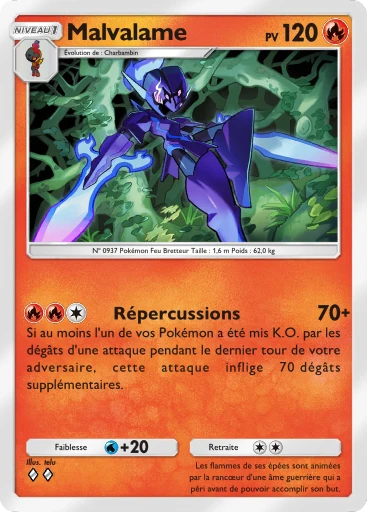 NIVEAU 1
Malvalame
PV 120
Évolution de : Charbambin
N° 0937 Pokémon Feu Bretteur Taille : 1,6 m Poids : 62,0 kg
Répercussions 70+
Si au moins l'un de vos Pokémon a été mis K.O. par les
dégâts d'une attaque pendant le dernier tour de votre
adversaire, cette attaque inflige 70 dégâts
supplémentaires.
Faiblesse +20
Retraite
Illus. telu
Les flammes de ses épées sont animées
par la rancœur d'une âme guerrière qui a
péri avant de pouvoir accomplir son but.